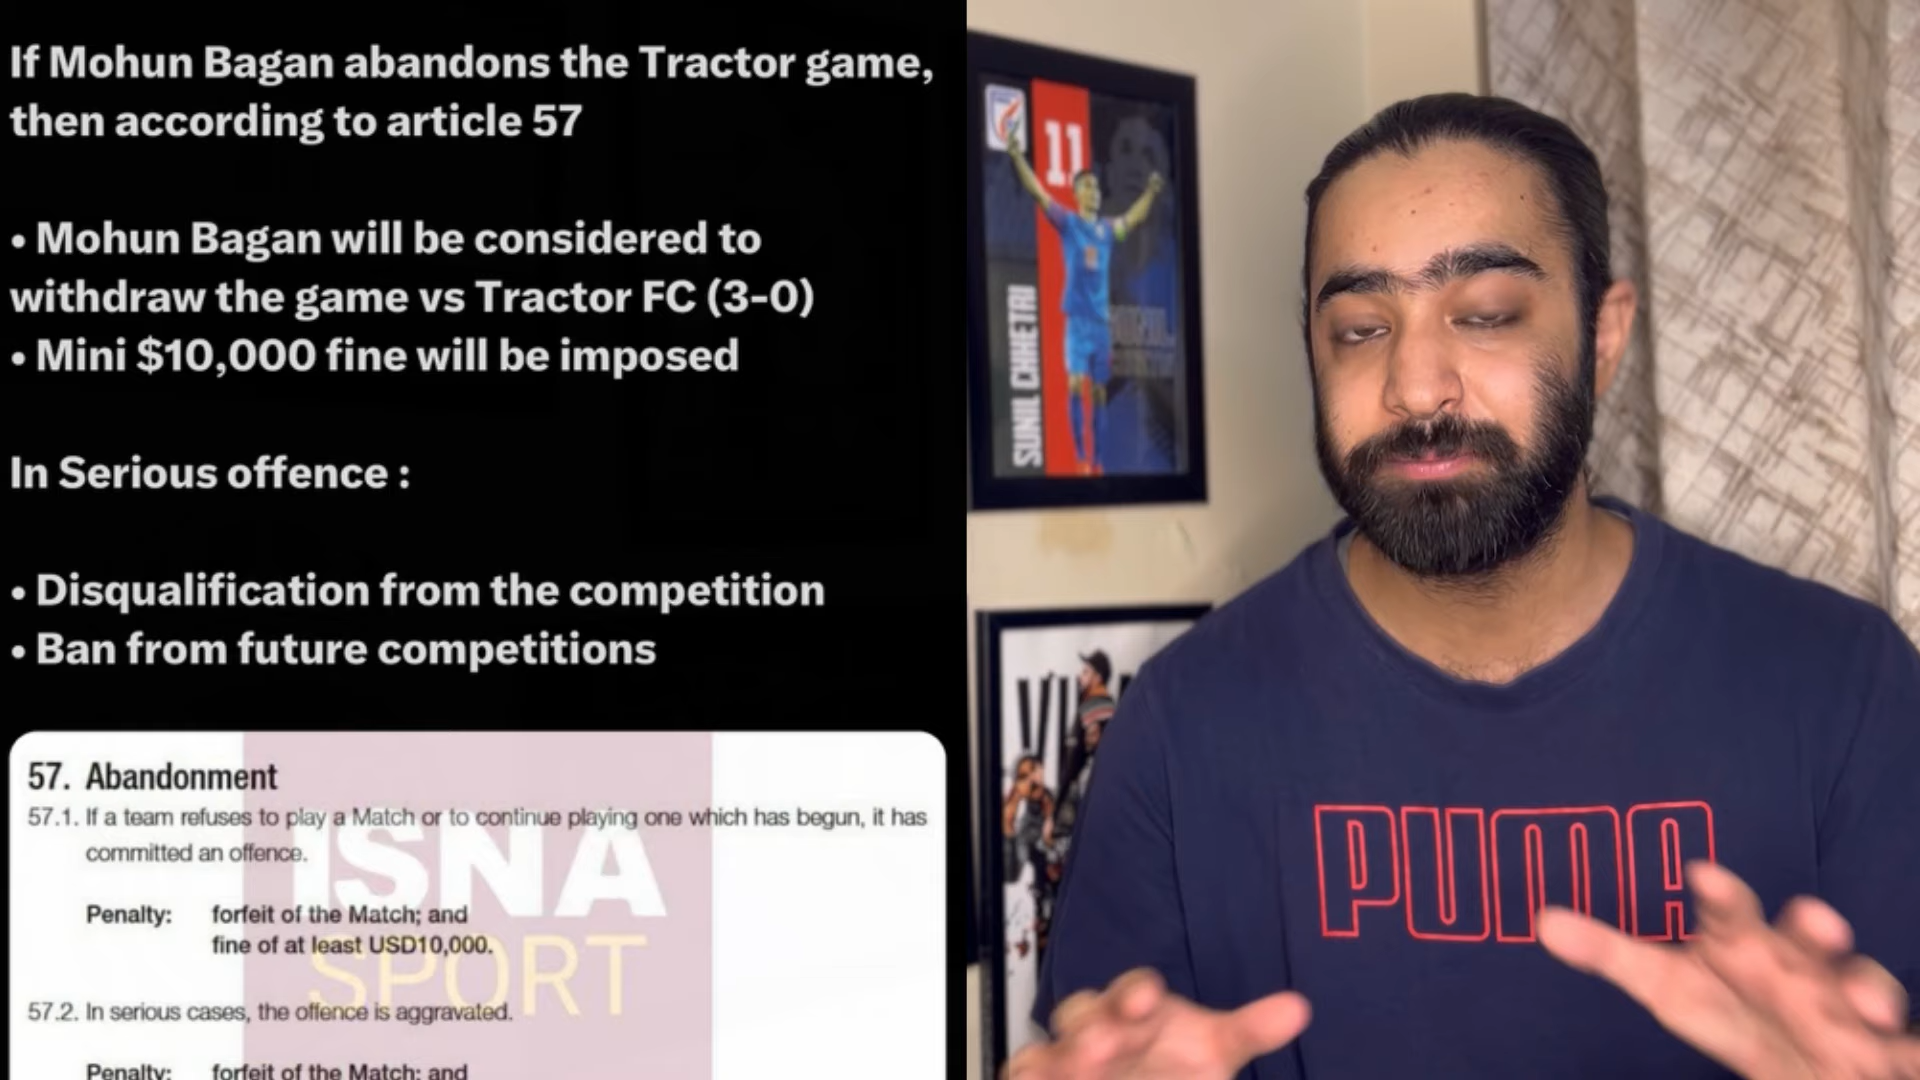 If Mohun Bagan abandons the Tractor game,
then according to article 57
• Mohun Bagan will be considered to
withdraw the game vs Tractor FC (3-0)
• Mini $10,000 fine will be imposed
In Serious offence :
• Disqualification from the competition
• Ban from future competitions
57. Abandonment
57.1. If a team refuses to play a Match or to continue playing one which has begun, it has
committed an offence.
Penalty: forfeit of the Match; and
fine of at least USD10,000.
57.2. In serious cases, the offence is aggravated.
Penalty: forfeit of the Match; and
ISNA
SPORT
11
SUNIL CHHETRI
PUMA